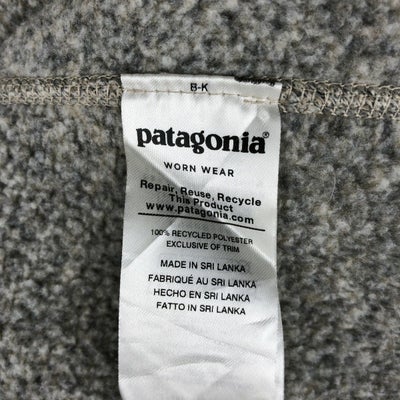 B-K
patagonia®
WORN WEAR
Repair, Reuse, Recycle
This Product
www.patagonia.com
100% RECYCLED POLYESTER
EXCLUSIVE OF TRIM
MADE IN SRI LANKA
FABRIQUÉ AU SRI LANKA
HECHO EN SRI LANKA
FATTO IN SRI LANKA